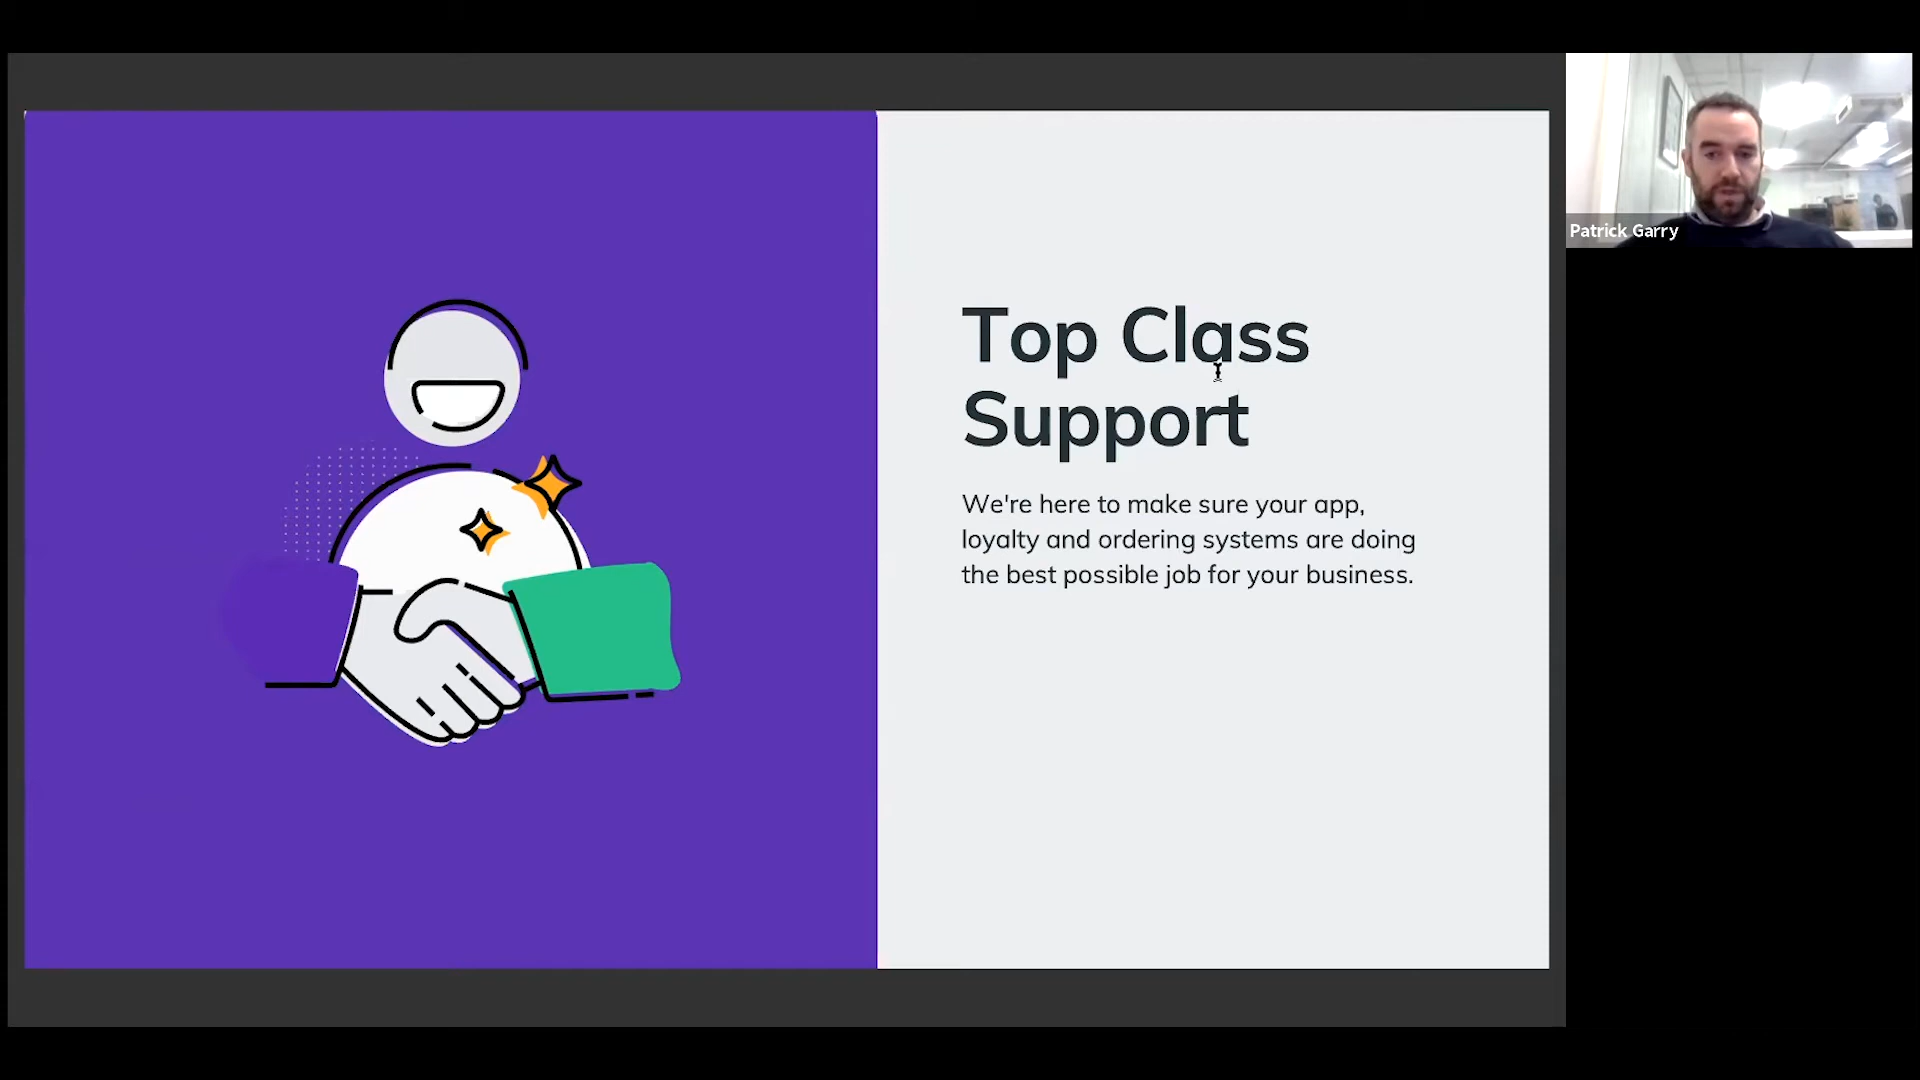 Top Class
Support
We're here to make sure your app,
loyalty and ordering systems are doing
the best possible job for your business.
Patrick Garry